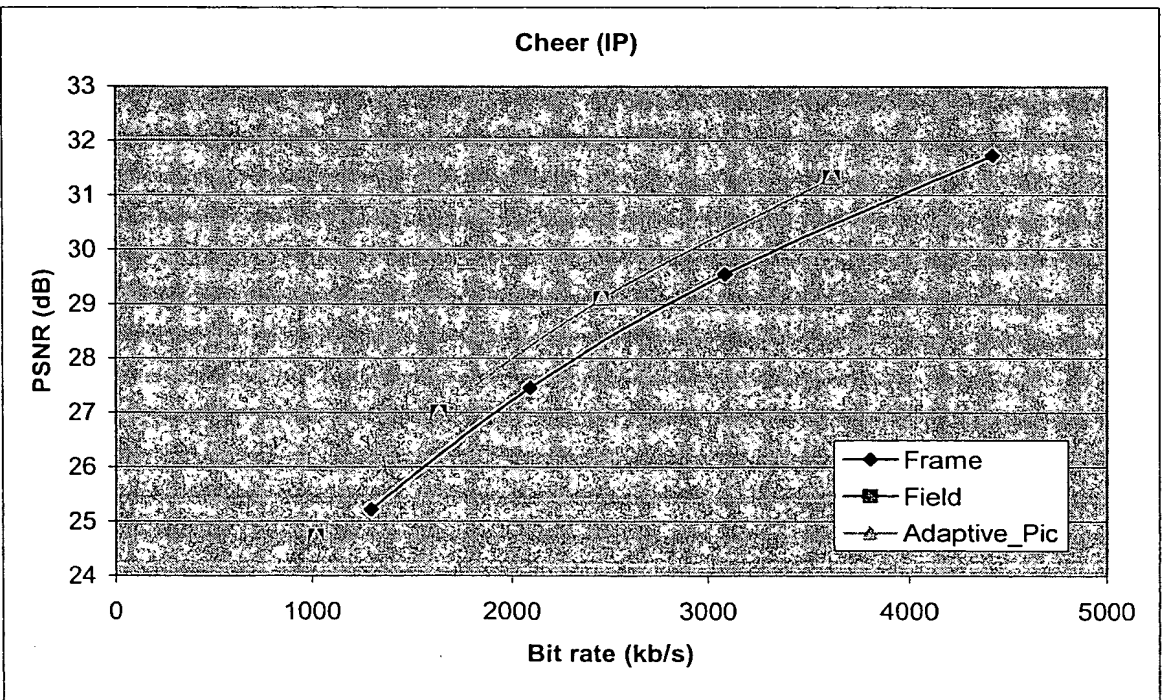 Cheer (IP)
33
32
31
30
29
28
27
26
25
24
PSNR (dB)
Frame
Field
Adaptive_Pic
0 1000 2000 3000 4000 5000
Bit rate (kb/s)